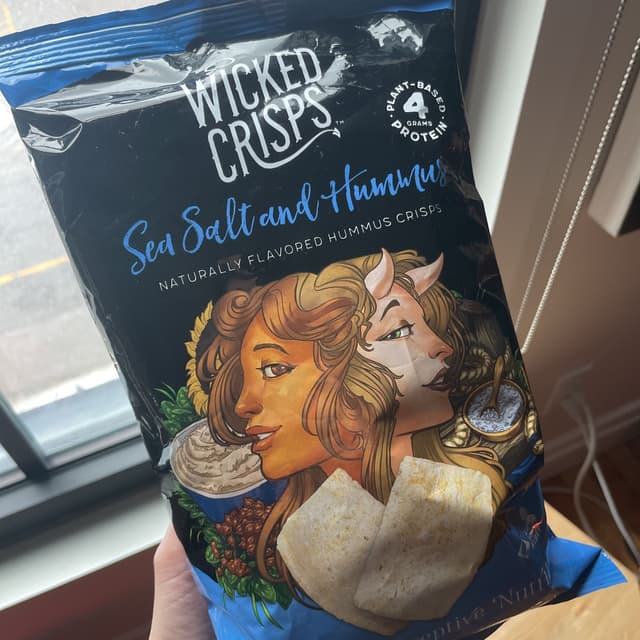 WICKED
CRISPS
PLANT-BASED
4
GRAMS
PROTEIN
Sea Salt and Hummus
NATURALLY FLAVORED HUMMUS CRISPS